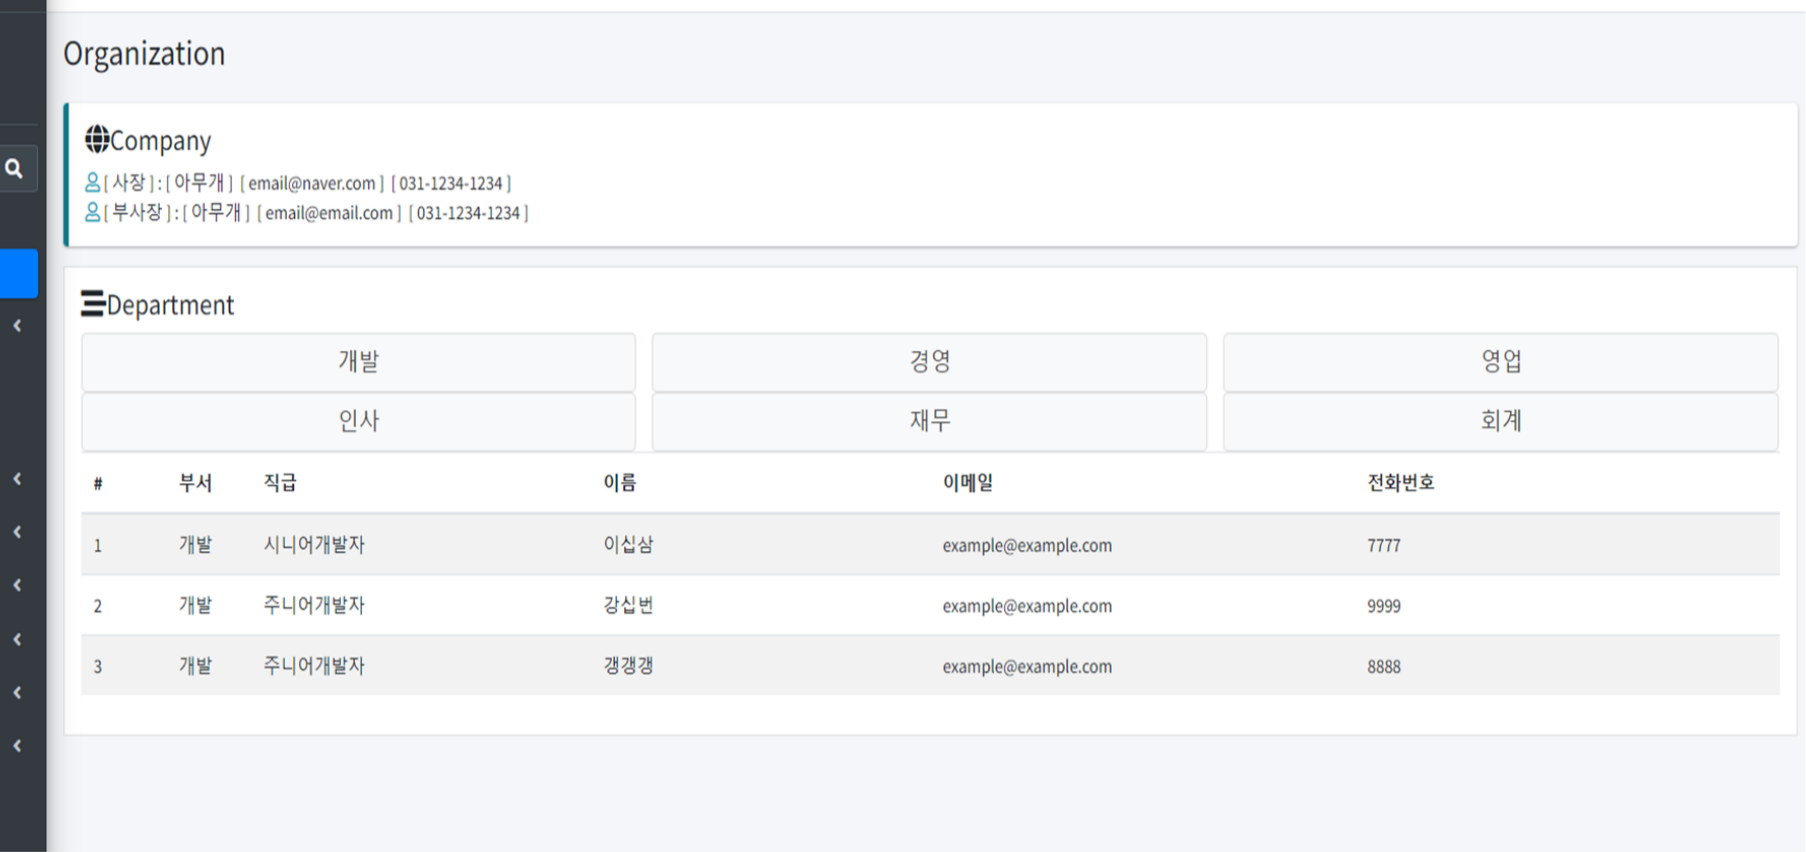 Organization
Company
[ 사장 ] : [ 아무개 ] [ email@naver.com ] [ 031-1234-1234 ]
[ 부사장 ] : [ 아무개 ] [ email@email.com ] [ 031-1234-1234 ]
Department
개발 경영 영업
인사 재무 회계
# 부서 직급 이름 이메일 전화번호
1 개발 시니어개발자 이십삼 example@example.com 7777
2 개발 주니어개발자 강십번 example@example.com 9999
3 개발 주니어개발자 갱갱갱 example@example.com 8888